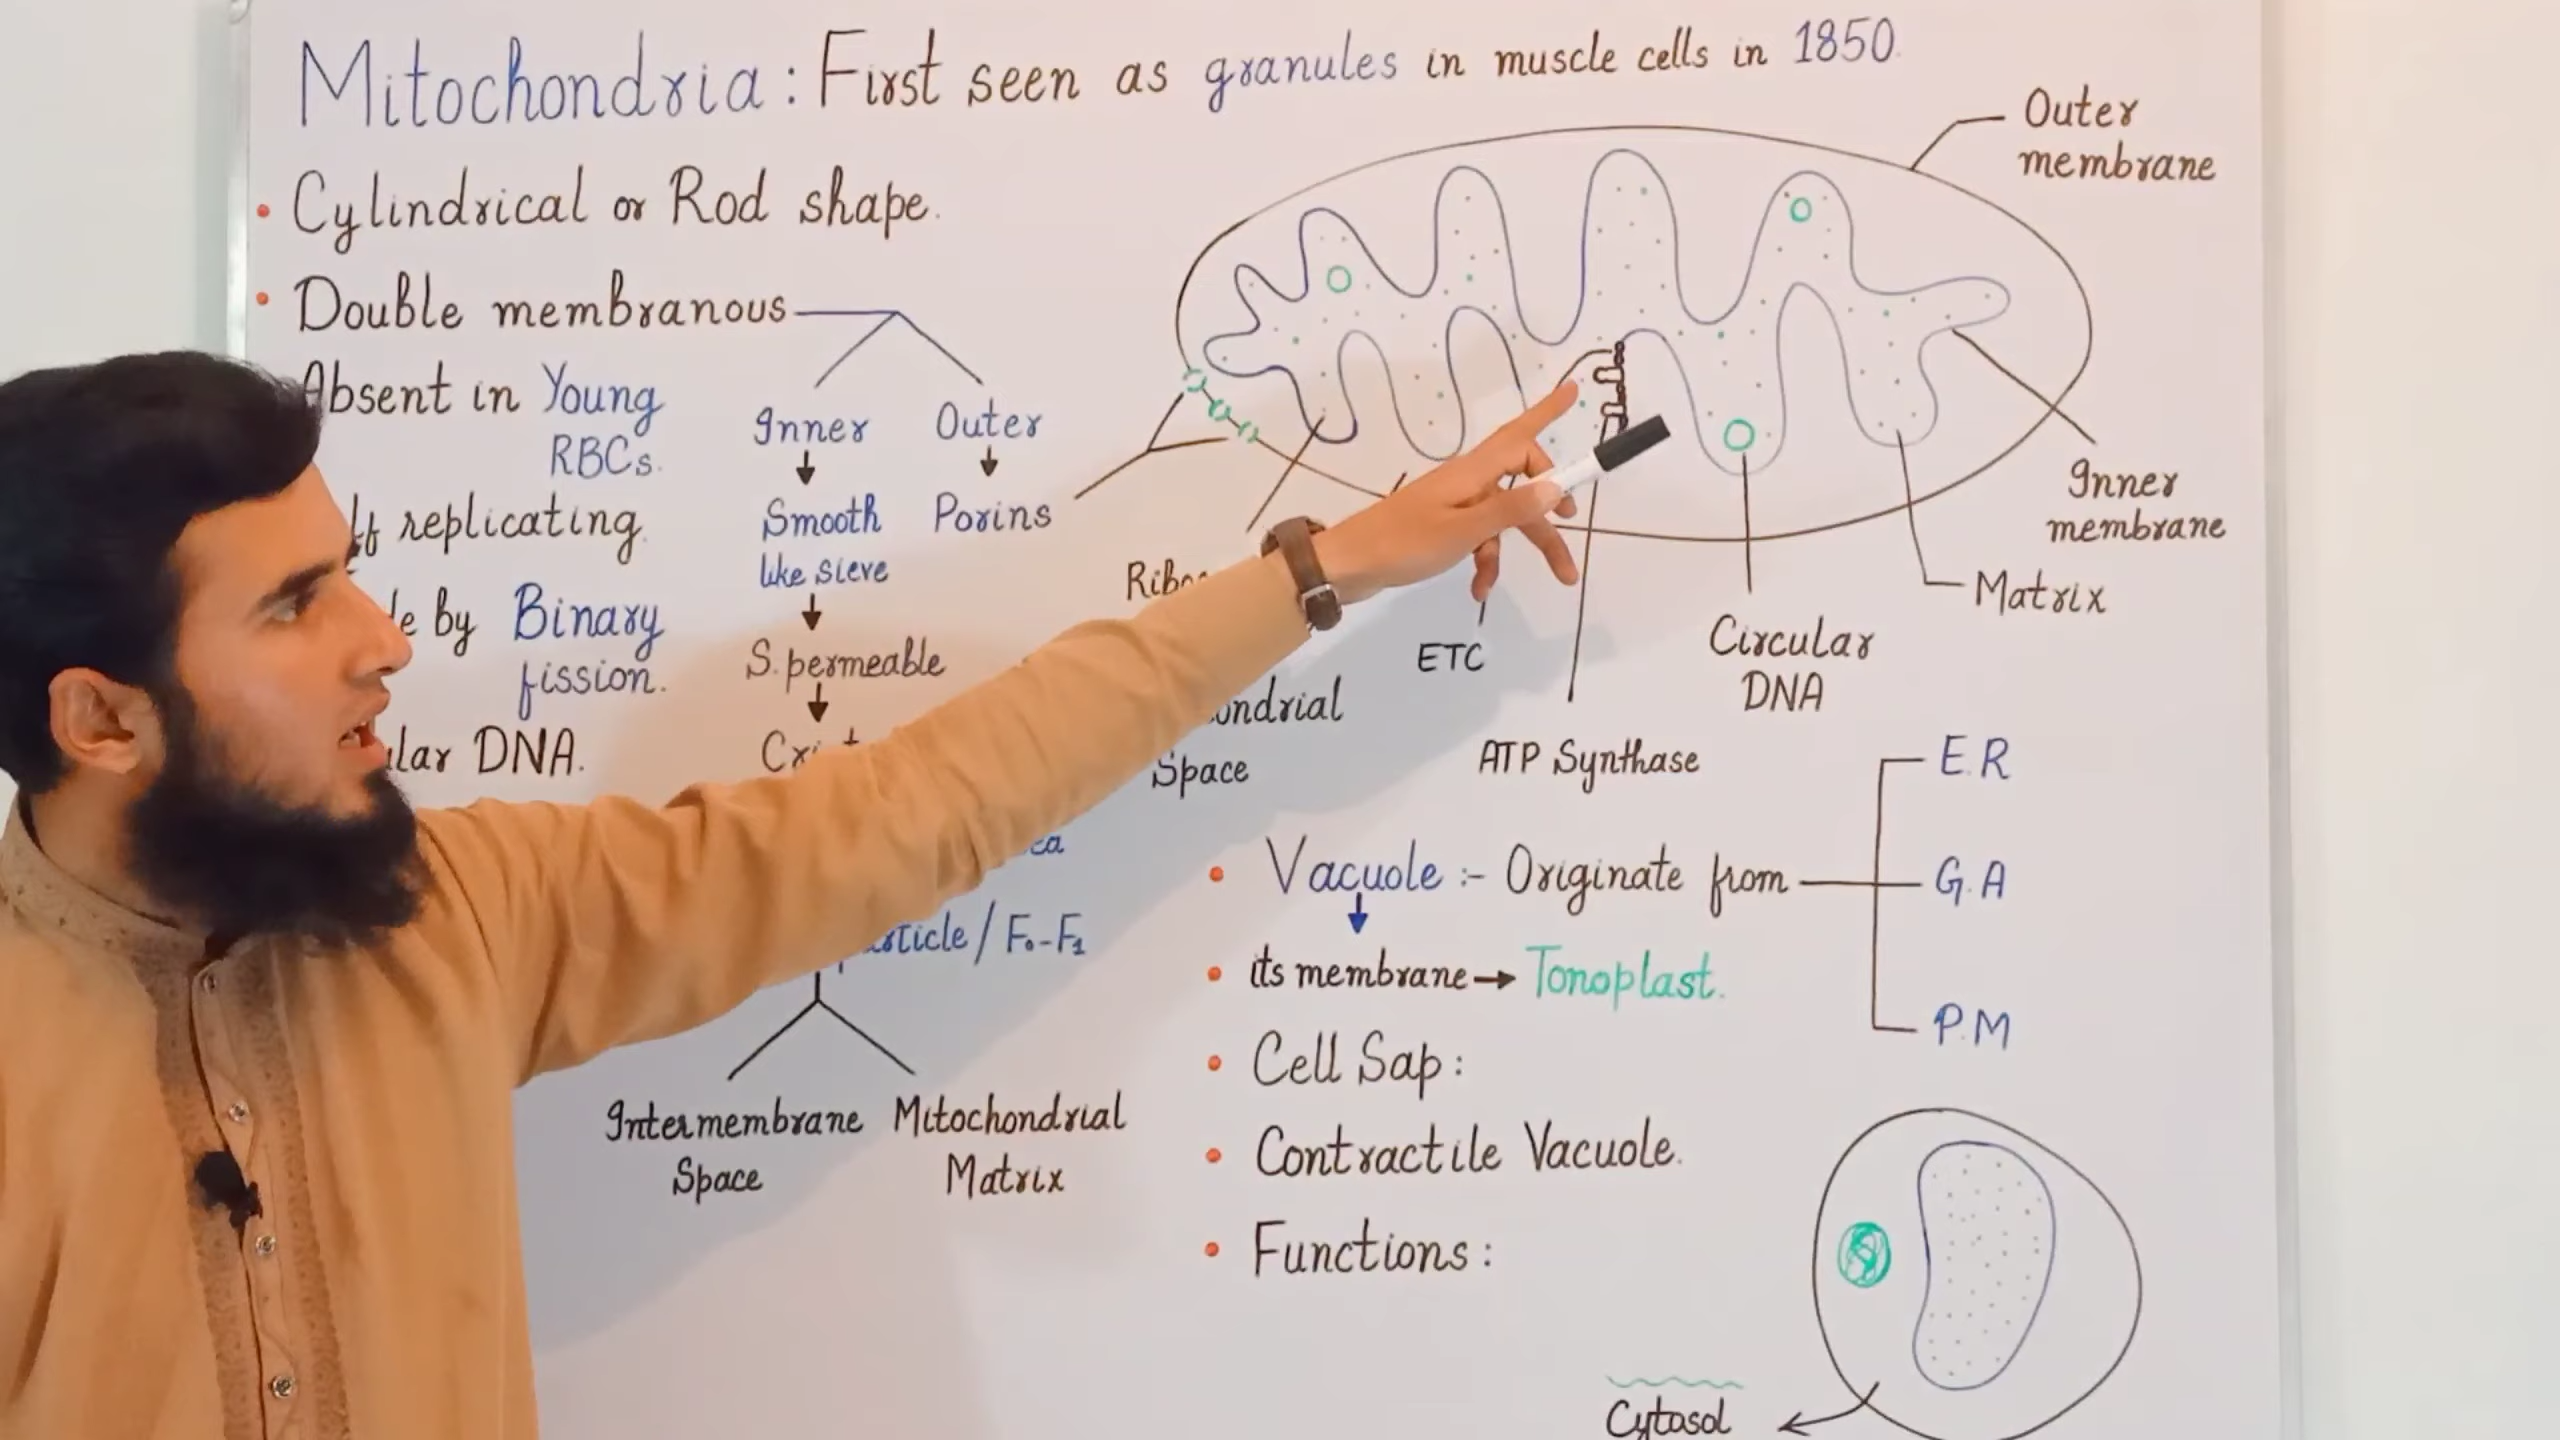 Mitochondria : First seen as granules in muscle cells in 1850.
• Cylindrical or Rod shape.
• Double membranous
Absent in Young
RBCs.
replicating.
by Binary
fission.
DNA.
Inner
Smooth
like sieve
S. permeable
Outer
Porins
/ F₀-F₁
Intermembrane
Space
Mitochondrial
Matrix
Outer
membrane
Inner
membrane
Matrix
Circular
DNA
ATP Synthase
ETC
Space
• Vacuole :- Originate from
E.R
G.A
P.M
• its membrane → Tonoplast.
• Cell Sap :
• Contractile Vacuole.
• Functions :
Cytosol